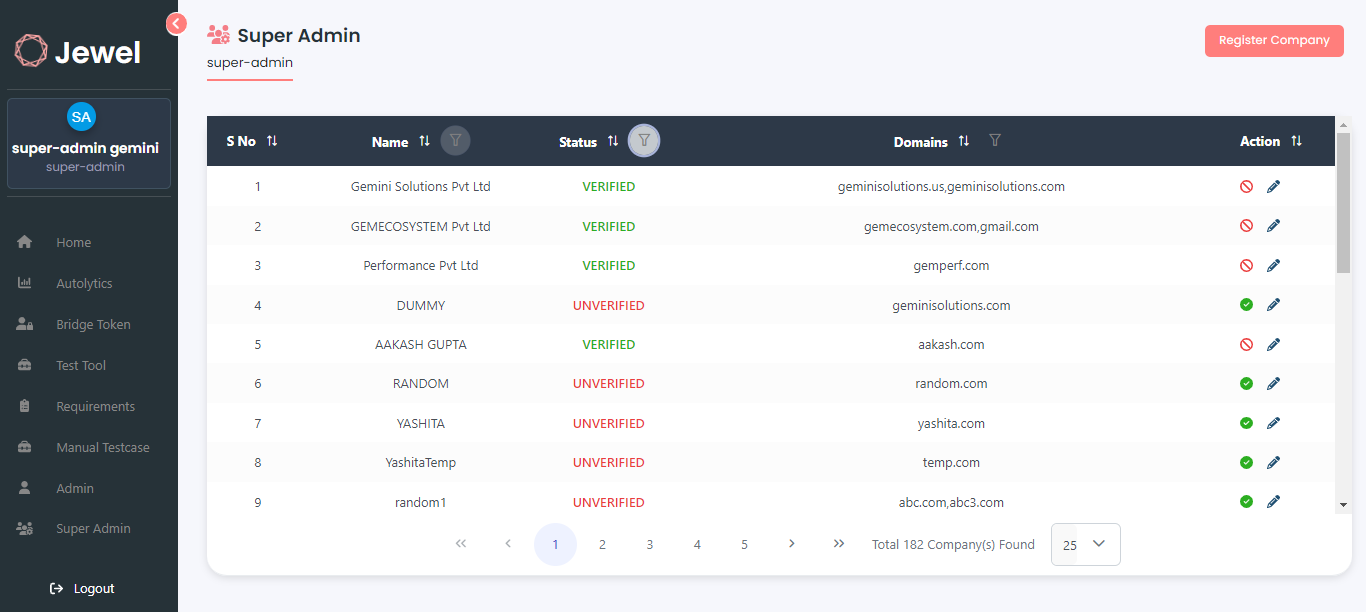 Jewel
SA
super-admin gemini
super-admin
Home
Autolytics
Bridge Token
Test Tool
Requirements
Manual Testcase
Admin
Super Admin
Logout
Super Admin
super-admin
Register Company
S No Name Status Domains Action
1 Gemini Solutions Pvt Ltd VERIFIED geminisolutions.us,geminisolutions.com
2 GEMECOSYSTEM Pvt Ltd VERIFIED gemecosystem.com,gmail.com
3 Performance Pvt Ltd VERIFIED gemperf.com
4 DUMMY UNVERIFIED geminisolutions.com
5 AAKASH GUPTA VERIFIED aakash.com
6 RANDOM UNVERIFIED random.com
7 YASHITA UNVERIFIED yashita.com
8 YashitaTemp UNVERIFIED temp.com
9 random1 UNVERIFIED abc.com,abc3.com
« ‹ 1 2 3 4 5 › » Total 182 Company(s) Found 25